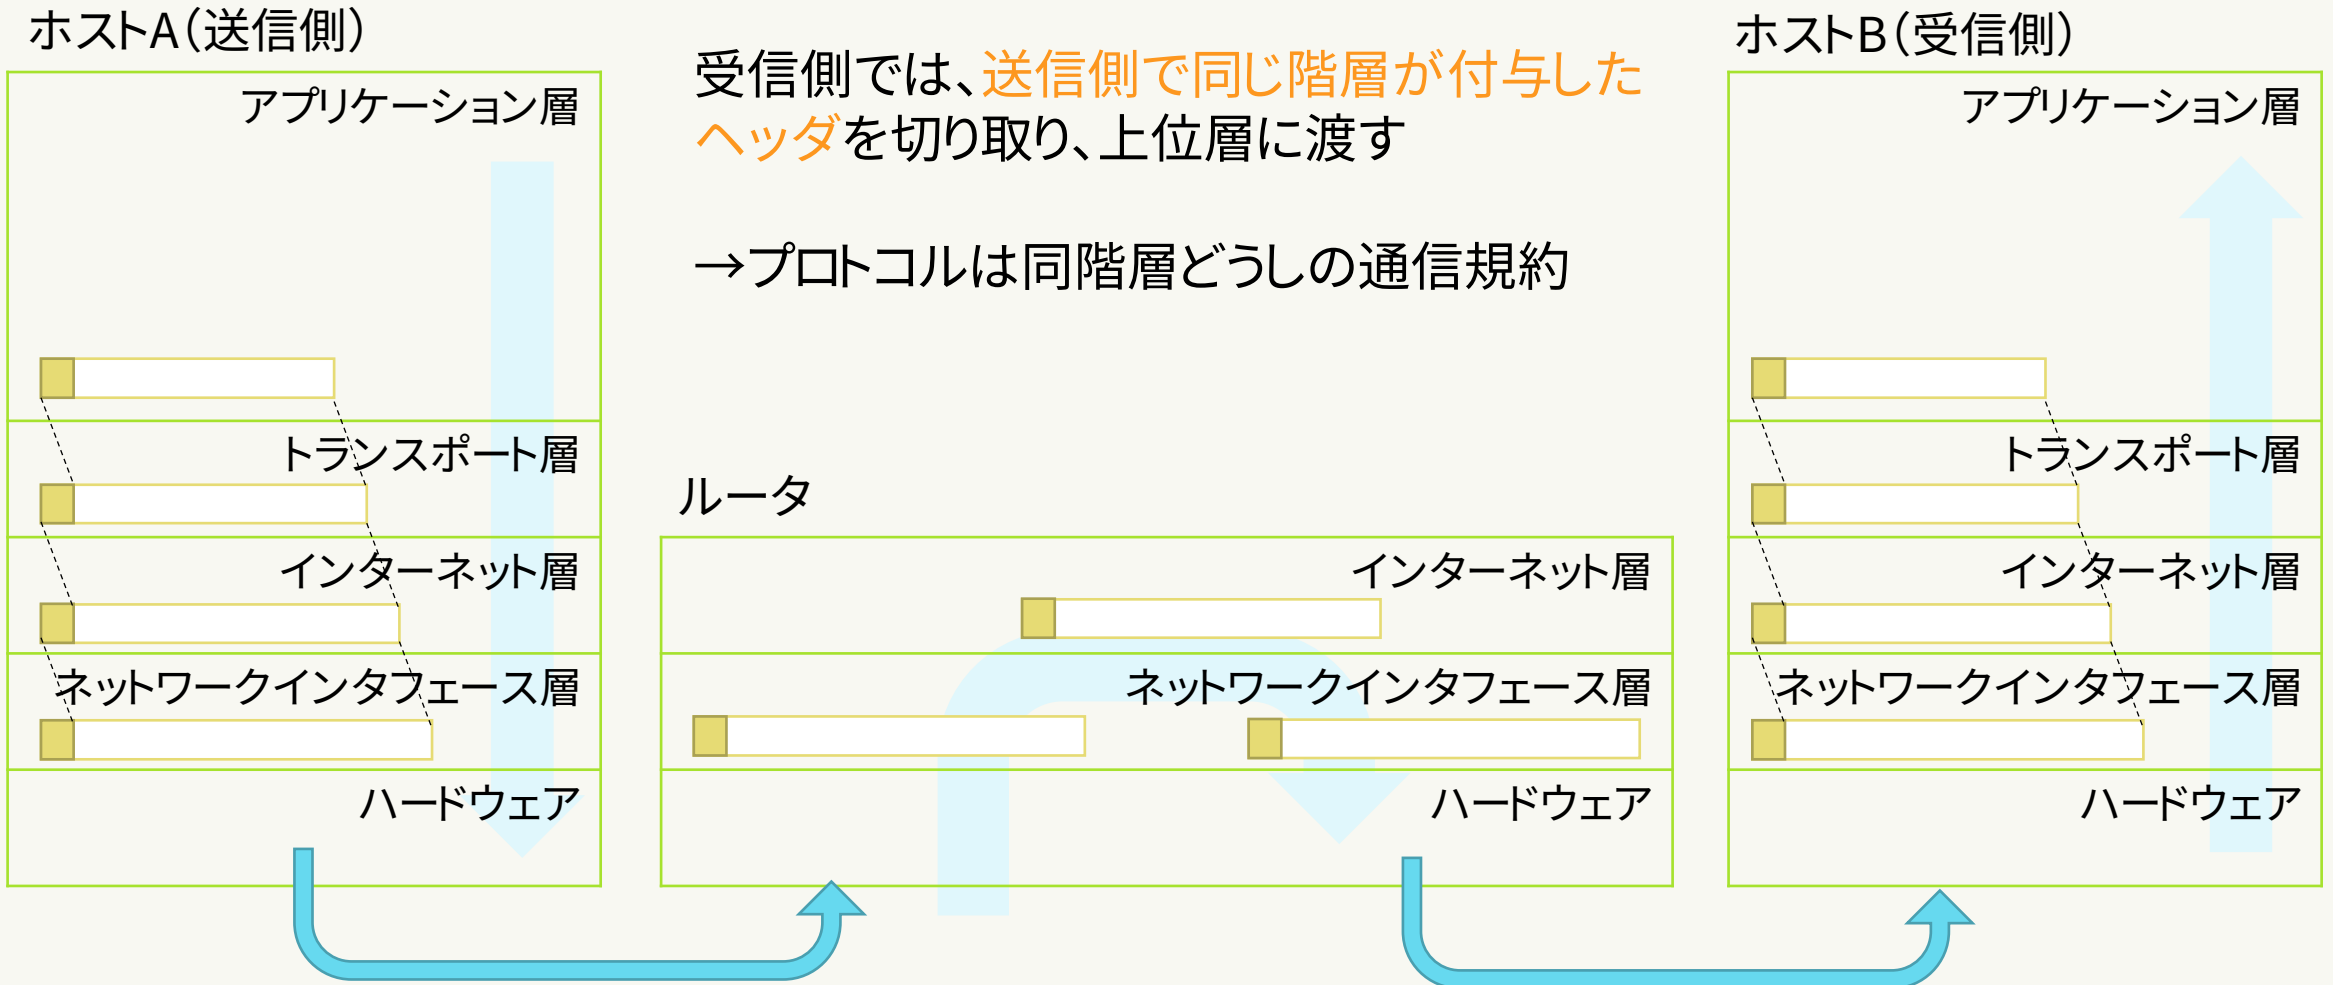 ホストA（送信側）
アプリケーション層
トランスポート層
インターネット層
ネットワークインタフェース層
ハードウェア
受信側では、送信側で同じ階層が付与した
ヘッダを切り取り、上位層に渡す
→プロトコルは同階層どうしの通信規約
ルータ
インターネット層
ネットワークインタフェース層
ハードウェア
ホストB（受信側）
アプリケーション層
トランスポート層
インターネット層
ネットワークインタフェース層
ハードウェア